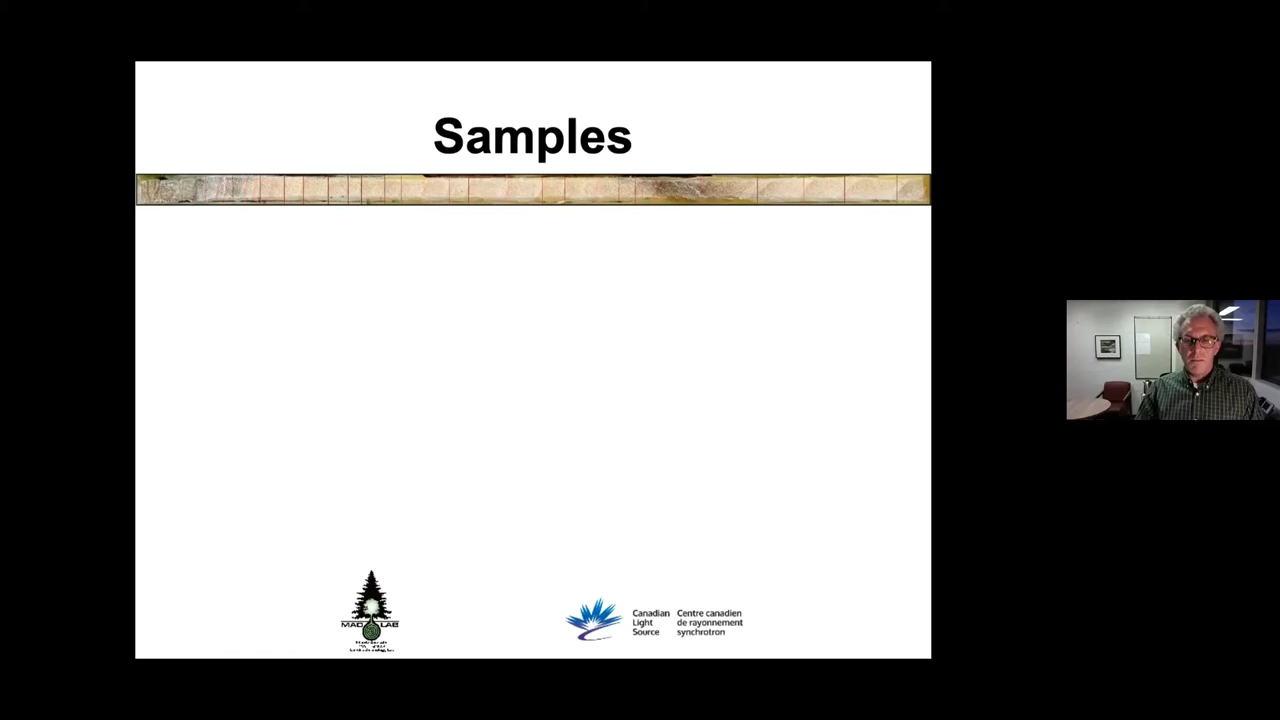 Samples
MAD LAB
Canadian
Light
Source
Centre canadien
de rayonnement
synchrotron